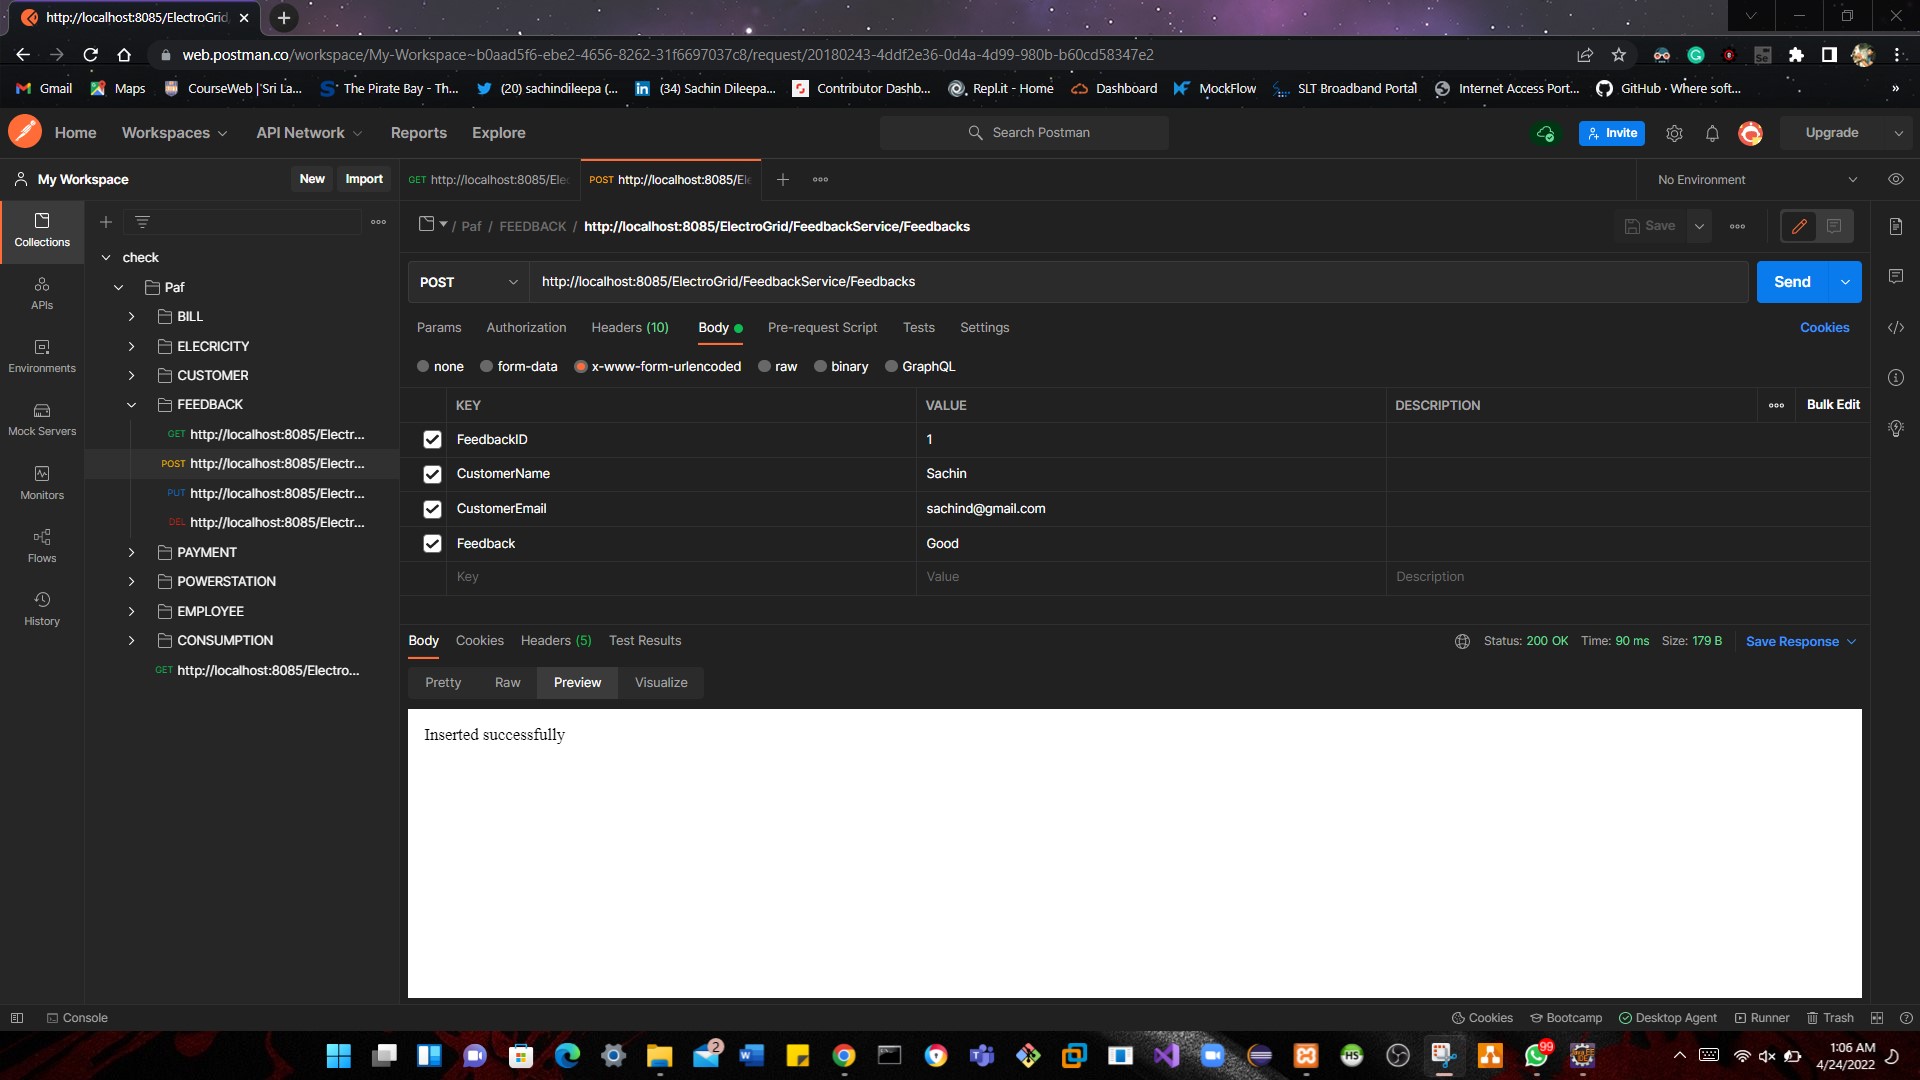 http://localhost:8085/ElectroGrid,
web.postman.co/workspace/My-Workspace~b0aad5f6-ebe2-4656-8262-31f6697037c8/request/20180243-4ddf2e36-0d4a-4d99-980b-b60cd58347e2
Gmail Maps CourseWeb | Sri La... The Pirate Bay - Th... (20) sachindileepa (... (34) Sachin Dileepa... Contributor Dashb... Repl.it - Home Dashboard MockFlow SLT Broadband Portal Internet Access Port... GitHub · Where soft... »
Home Workspaces API Network Reports Explore Search Postman Invite Upgrade
My Workspace New Import GET http://localhost:8085/Elec POST http://localhost:8085/Ele No Environment
Collections
APIs
Environments
Mock Servers
Monitors
Flows
History
check
Paf
BILL
ELECRICITY
CUSTOMER
FEEDBACK
GET http://localhost:8085/Electr...
POST http://localhost:8085/Electr...
PUT http://localhost:8085/Electr...
DEL http://localhost:8085/Electr...
PAYMENT
POWERSTATION
EMPLOYEE
CONSUMPTION
GET http://localhost:8085/Electro...
/ Paf / FEEDBACK / http://localhost:8085/ElectroGrid/FeedbackService/Feedbacks Save
POST http://localhost:8085/ElectroGrid/FeedbackService/Feedbacks Send
Params Authorization Headers (10) Body Pre-request Script Tests Settings Cookies
none form-data x-www-form-urlencoded raw binary GraphQL
KEY VALUE DESCRIPTION Bulk Edit
FeedbackID 1
CustomerName Sachin
CustomerEmail sachind@gmail.com
Feedback Good
Key Value Description
Body Cookies Headers (5) Test Results Status: 200 OK Time: 90 ms Size: 179 B Save Response
Pretty Raw Preview Visualize
Inserted successfully
Console Cookies Bootcamp Desktop Agent Runner Trash
2 99 HS
1:06 AM
4/24/2022